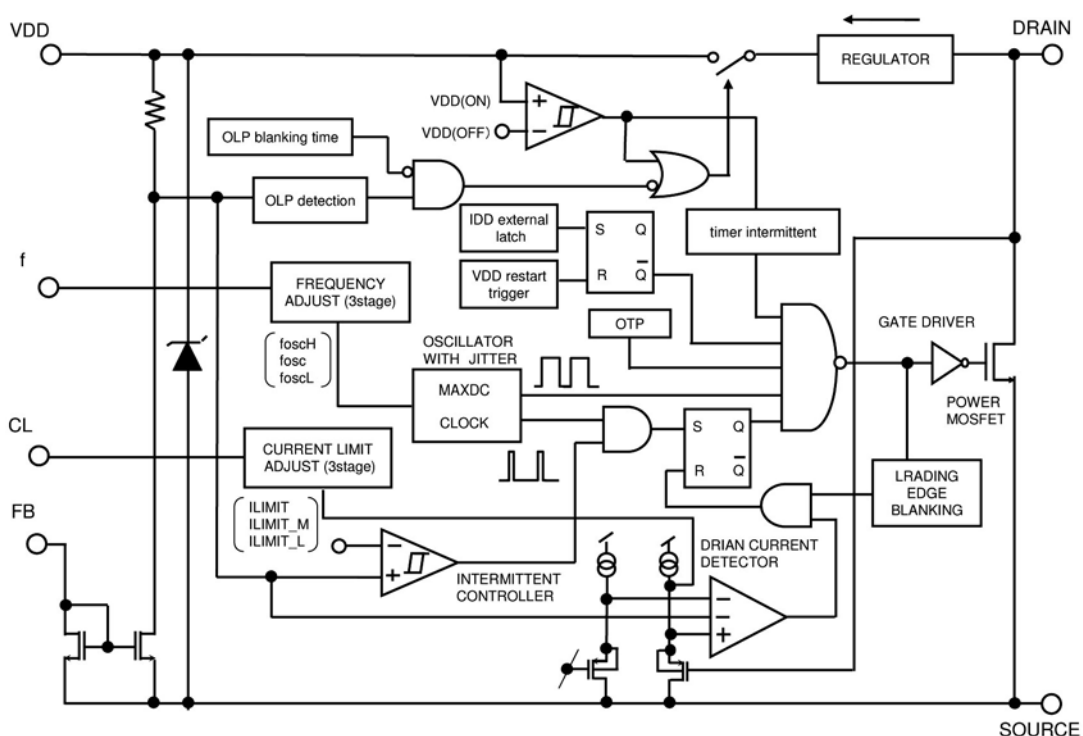 VDD
DRAIN
REGULATOR
VDD(ON)
+
VDD(OFF)
−
OLP blanking time
OLP detection
IDD external
latch
S Q
R Q
VDD restart
trigger
timer intermittent
f
FREQUENCY
ADJUST (3stage)
foscH
fosc
foscL
OTP
OSCILLATOR
WITH JITTER
MAXDC
CLOCK
GATE DRIVER
POWER
MOSFET
CL
CURRENT LIMIT
ADJUST (3stage)
ILIMIT
ILIMIT_M
ILIMIT_L
S Q
R Q
LRADING
EDGE
BLANKING
FB
−
+
INTERMITTENT
CONTROLLER
DRIAN CURRENT
DETECTOR
−
−
+
SOURCE